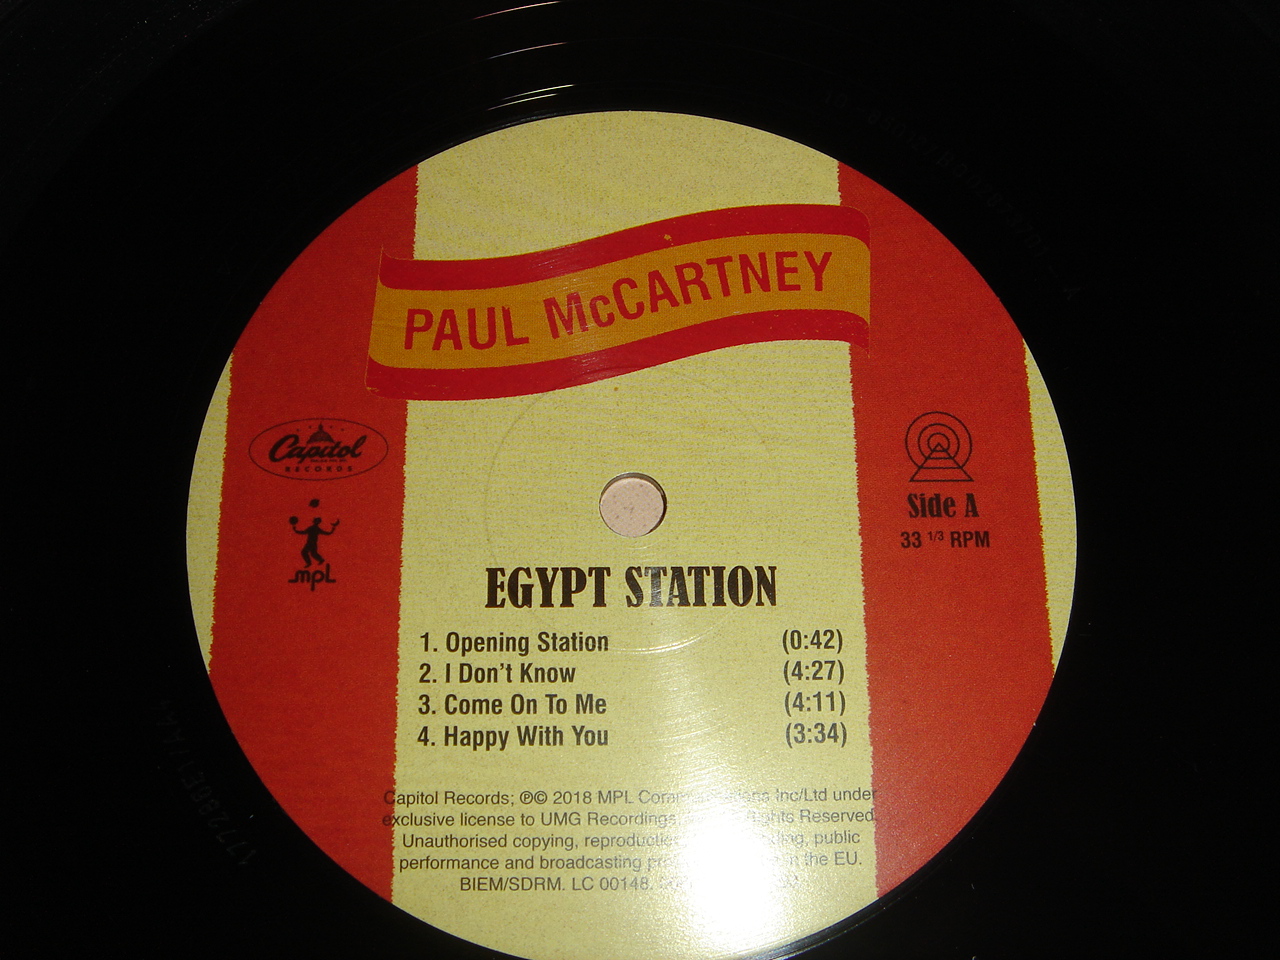 PAUL McCARTNEY
Capitol
RECORDS
mpl
Side A
33 1/3 RPM
EGYPT STATION
1. Opening Station (0:42)
2. I Don't Know (4:27)
3. Come On To Me (4:11)
4. Happy With You (3:34)
Capitol Records; ℗© 2018 MPL Inc/Ltd under
exclusive license to UMG Recordings Reserved
Unauthorised copying, public
performance and broadcasting the EU.
BIEM/SDRM. LC 00148.